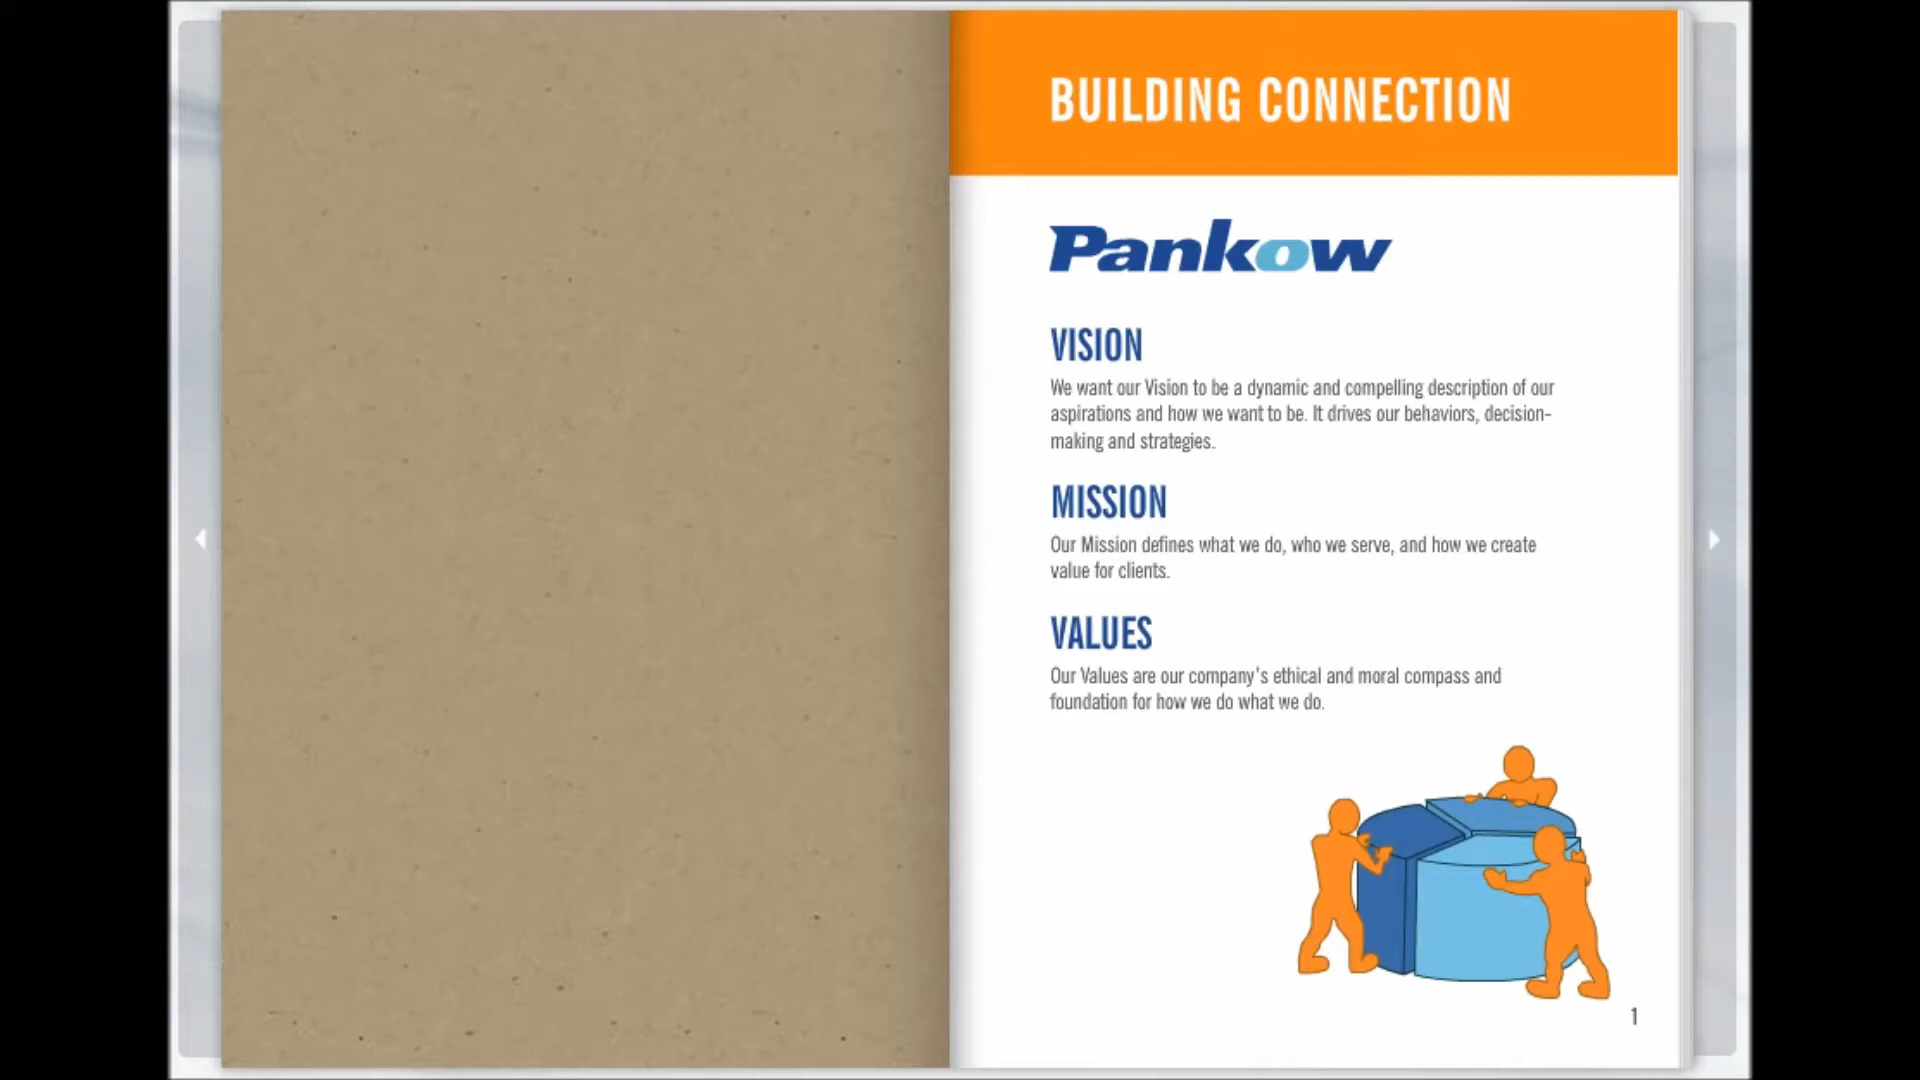 BUILDING CONNECTION
Pankow
VISION
We want our Vision to be a dynamic and compelling description of our
aspirations and how we want to be. It drives our behaviors, decision-
making and strategies.
MISSION
Our Mission defines what we do, who we serve, and how we create
value for clients.
VALUES
Our Values are our company's ethical and moral compass and
foundation for how we do what we do.
1